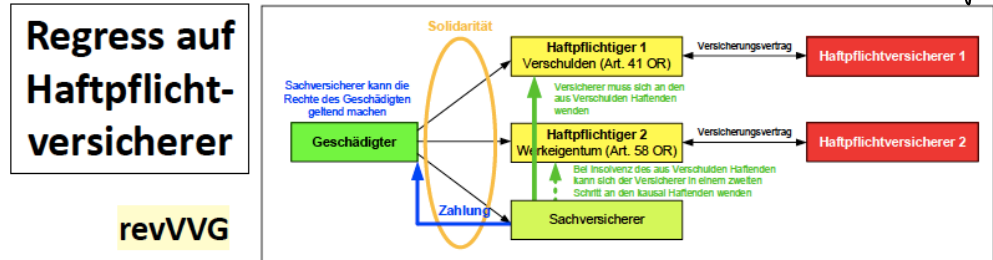 Regress auf
Haftpflicht-
versicherer
revVVG
Solidarität
Sachversicherer kann die
Rechte des Geschädigten
geltend machen
Geschädigter
Zahlung
Haftpflichtiger 1
Verschulden (Art. 41 OR)
Versicherungsvertrag
Haftpflichtversicherer 1
Versicherer muss sich an den
aus Verschulden Haftenden
wenden
Haftpflichtiger 2
Werkeigentum (Art. 58 OR)
Versicherungsvertrag
Haftpflichtversicherer 2
Bei Insolvenz des aus Verschulden Haftenden
kann sich der Versicherer in einem zweiten
Schritt an den kausal Haftenden wenden
Sachversicherer